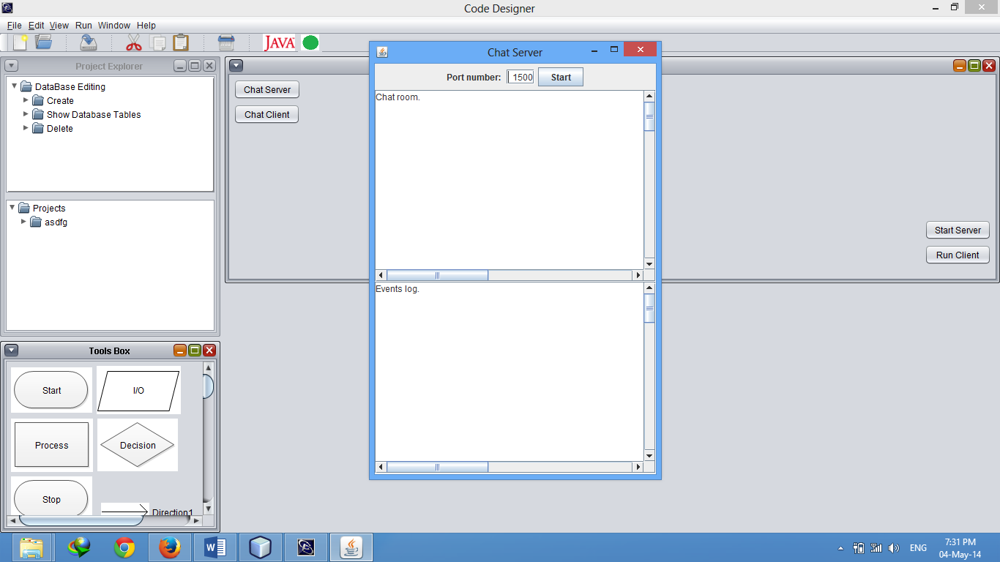 Code Designer
File Edit View Run Window Help
JAVA
Project Explorer
DataBase Editing
Create
Show Database Tables
Delete
Projects
asdfg
Tools Box
Start
I/O
Process
Decision
Stop
Direction1
Chat Server
Chat Client
Chat Server
Port number: 1500 Start
Chat room.
Events log.
Start Server
Run Client
ENG
7:31 PM
04-May-14